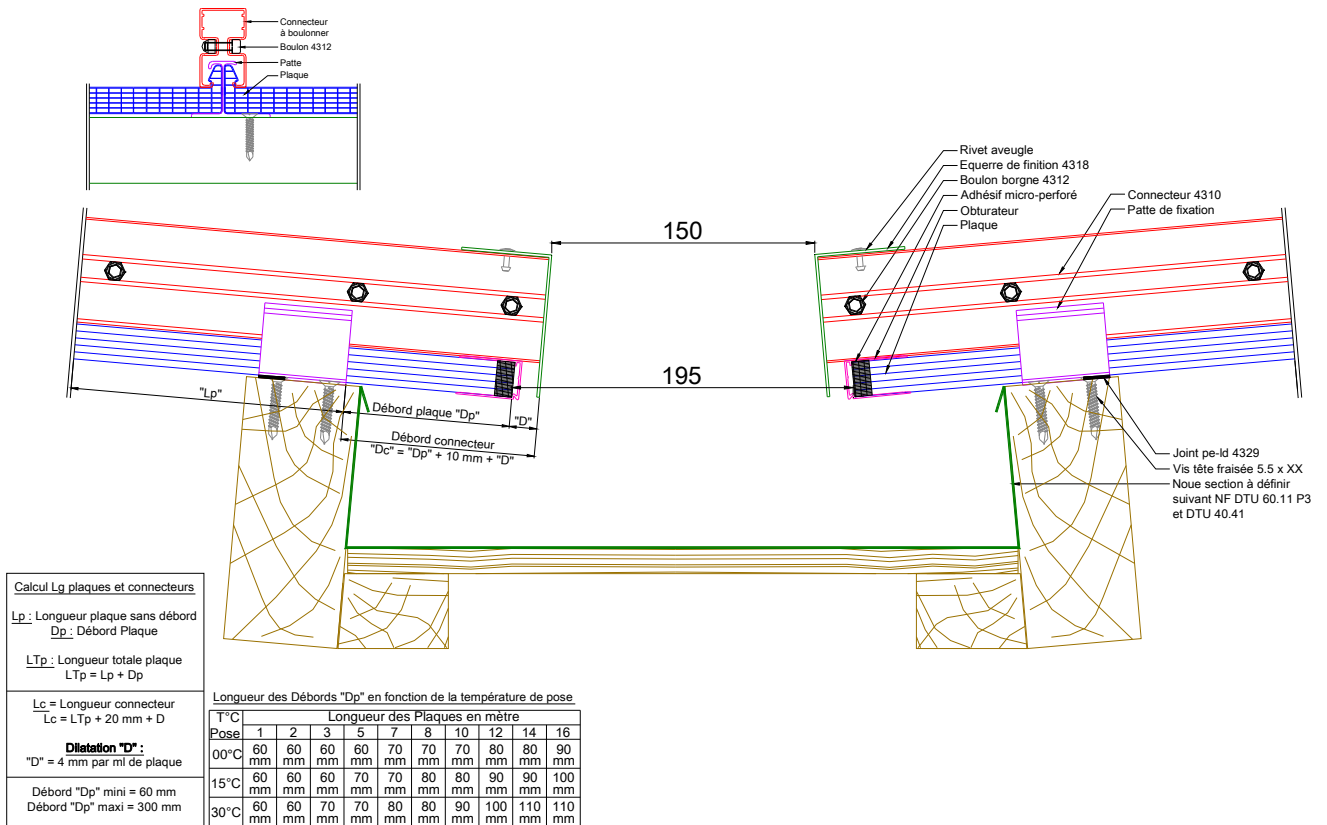 Connecteur
à boulonner
Boulon 4312
Patte
Plaque
Rivet aveugle
Equerre de finition 4318
Boulon borgne 4312
Adhésif micro-perforé
Obturateur
Plaque
Connecteur 4310
Patte de fixation
150
195
"Lp"
Débord plaque "Dp"
"D"
Débord connecteur
"Dc" = "Dp" + 10 mm + "D"
Joint pe-ld 4329
Vis tête fraisée 5.5 x XX
Noue section à définir
suivant NF DTU 60.11 P3
et DTU 40.41
Calcul Lg plaques et connecteurs
Lp : Longueur plaque sans débord
Dp : Débord Plaque
LTp : Longueur totale plaque
LTp = Lp + Dp
Lc = Longueur connecteur
Lc = LTp + 20 mm + D
Dilatation "D" :
"D" = 4 mm par ml de plaque
Débord "Dp" mini = 60 mm
Débord "Dp" maxi = 300 mm
Longueur des Débords "Dp" en fonction de la température de pose
T°C Longueur des Plaques en mètre
Pose 1 2 3 5 7 8 10 12 14 16
00°C 60 mm 60 mm 60 mm 60 mm 70 mm 70 mm 70 mm 80 mm 80 mm 90 mm
15°C 60 mm 60 mm 60 mm 70 mm 70 mm 80 mm 80 mm 90 mm 90 mm 100 mm
30°C 60 mm 60 mm 70 mm 70 mm 80 mm 80 mm 90 mm 100 mm 110 mm 110 mm